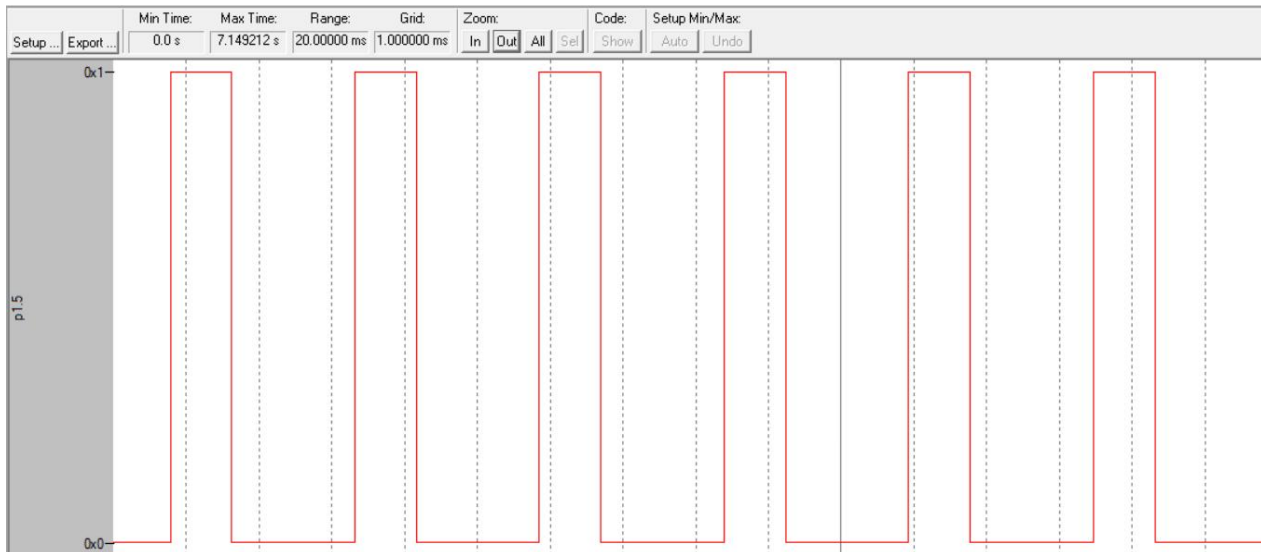 Min Time: Max Time: Range: Grid: Zoom: Code: Setup Min/Max:
Setup ... Export ... 0.0 s 7.149212 s 20.00000 ms 1.000000 ms In Out All Sel Show Auto Undo
0x1
p1.5
0x0